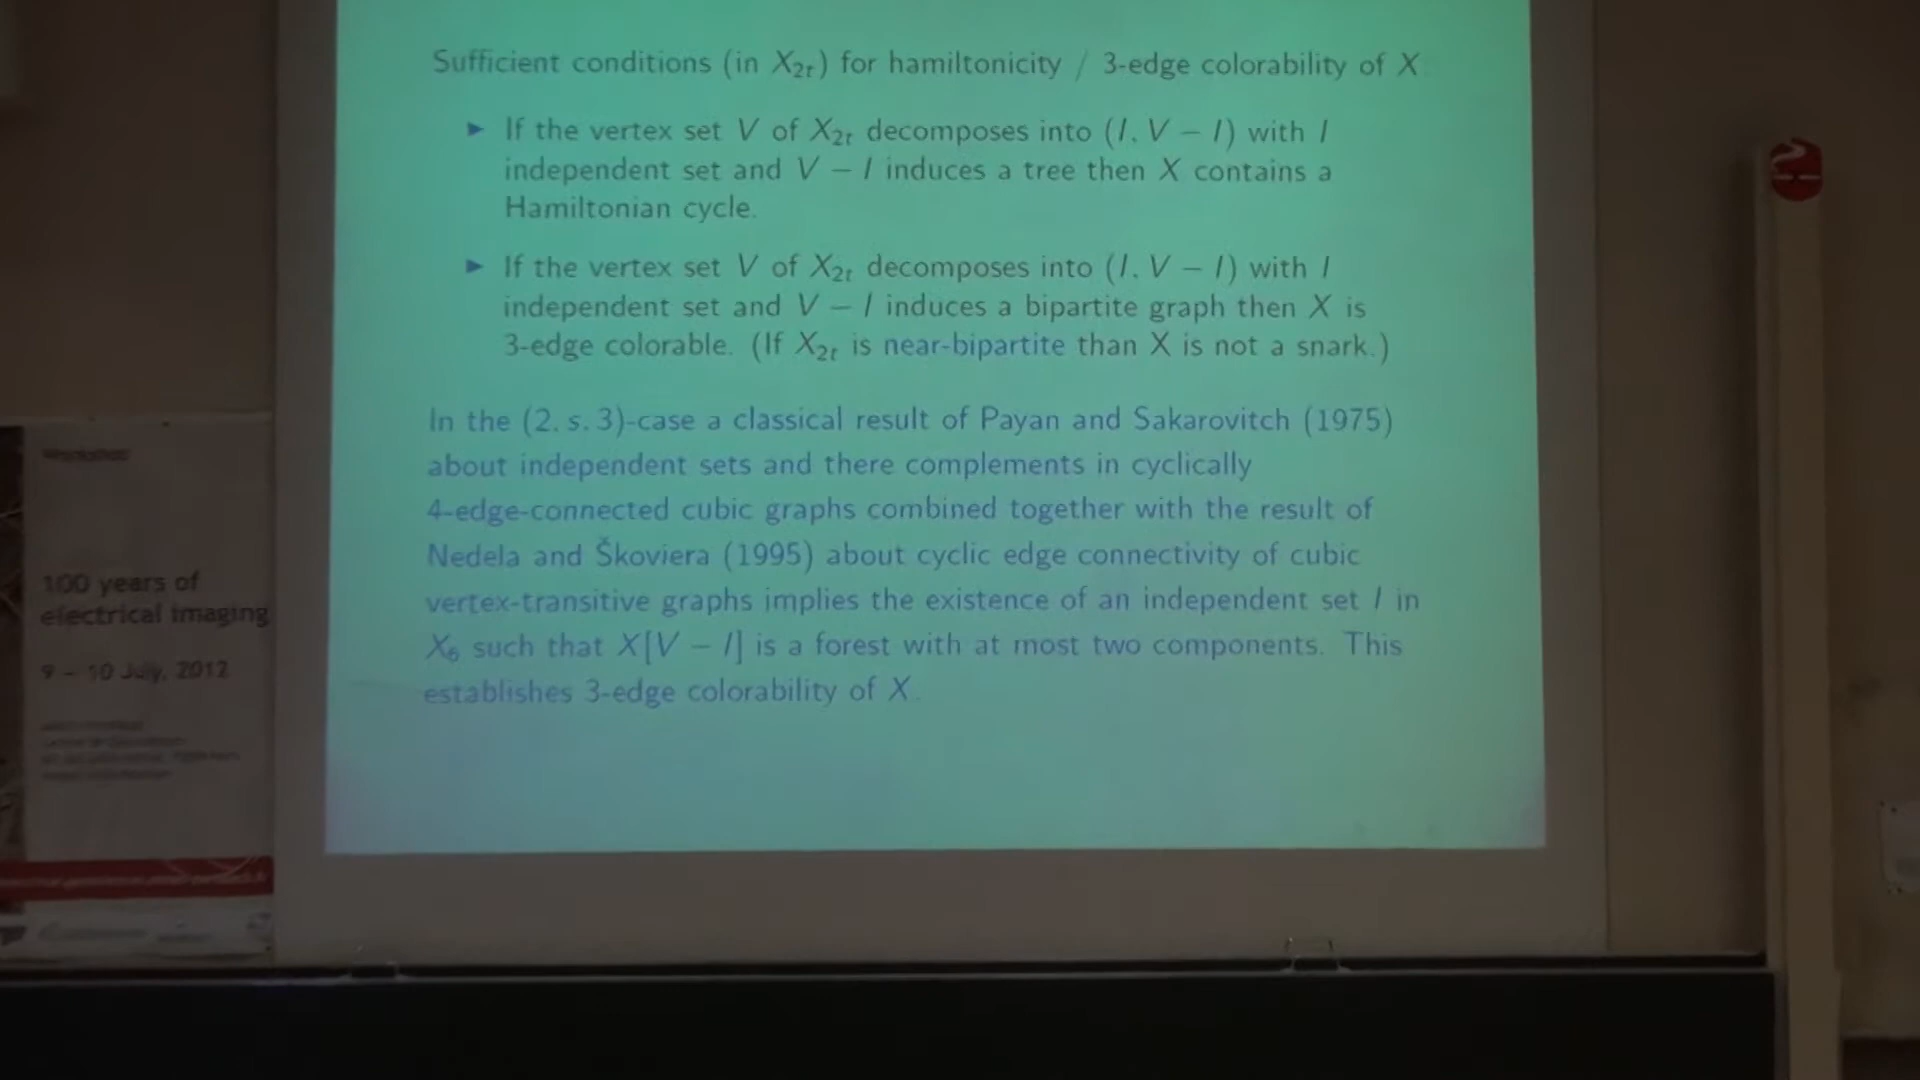 Sufficient conditions (in X₂ₜ) for hamiltonicity / 3-edge colorability of X
► If the vertex set V of X₂ₜ decomposes into (I, V − I) with I
independent set and V − I induces a tree then X contains a
Hamiltonian cycle.
► If the vertex set V of X₂ₜ decomposes into (I, V − I) with I
independent set and V − I induces a bipartite graph then X is
3-edge colorable. (If X₂ₜ is near-bipartite than X is not a snark.)
In the (2, s, 3)-case a classical result of Payan and Sakarovitch (1975)
about independent sets and there complements in cyclically
4-edge-connected cubic graphs combined together with the result of
Nedela and Škoviera (1995) about cyclic edge connectivity of cubic
vertex-transitive graphs implies the existence of an independent set I in
X₆ such that X[V − I] is a forest with at most two components. This
establishes 3-edge colorability of X.
Workshop
100 years of
electrical imaging
9 – 10 July, 2012